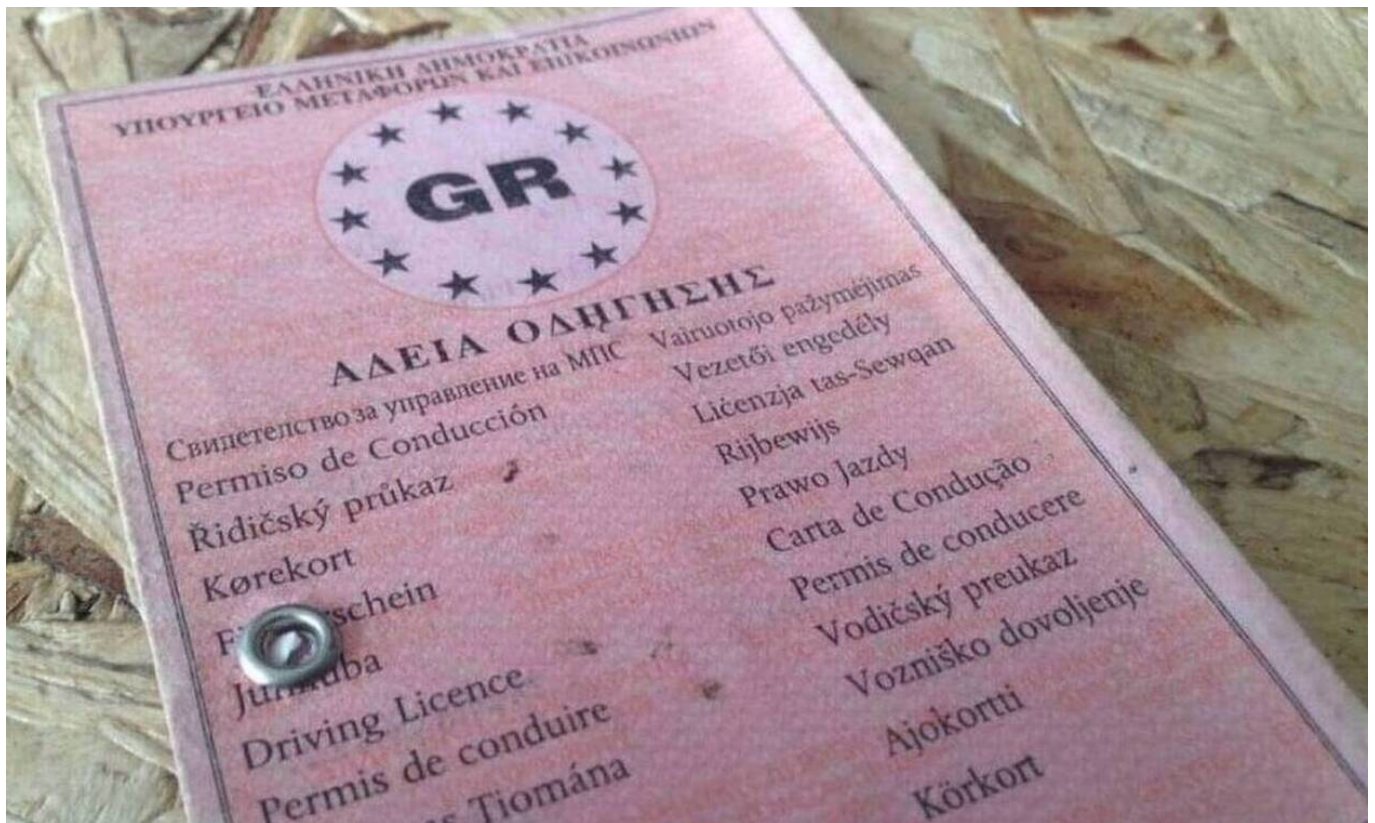 ΕΛΛΗΝΙΚΗ ΔΗΜΟΚΡΑΤΙΑ
ΥΠΟΥΡΓΕΙΟ ΜΕΤΑΦΟΡΩΝ ΚΑΙ ΕΠΙΚΟΙΝΩΝΙΩΝ
GR
ΑΔΕΙΑ ΟΔΗΓΗΣΗΣ
Свидетелство за управление на МПС
Permiso de Conducción
Řidičský průkaz
Kørekort
Driving Licence
Permis de conduire
Tiomána
Vairuotojo pažymėjimas
Vezetői engedély
Liċenzja tas-Sewqan
Rijbewijs
Prawo Jazdy
Carta de Condução
Permis de conducere
Vodičský preukaz
Vozniško dovoljenje
Ajokortti
Körkort